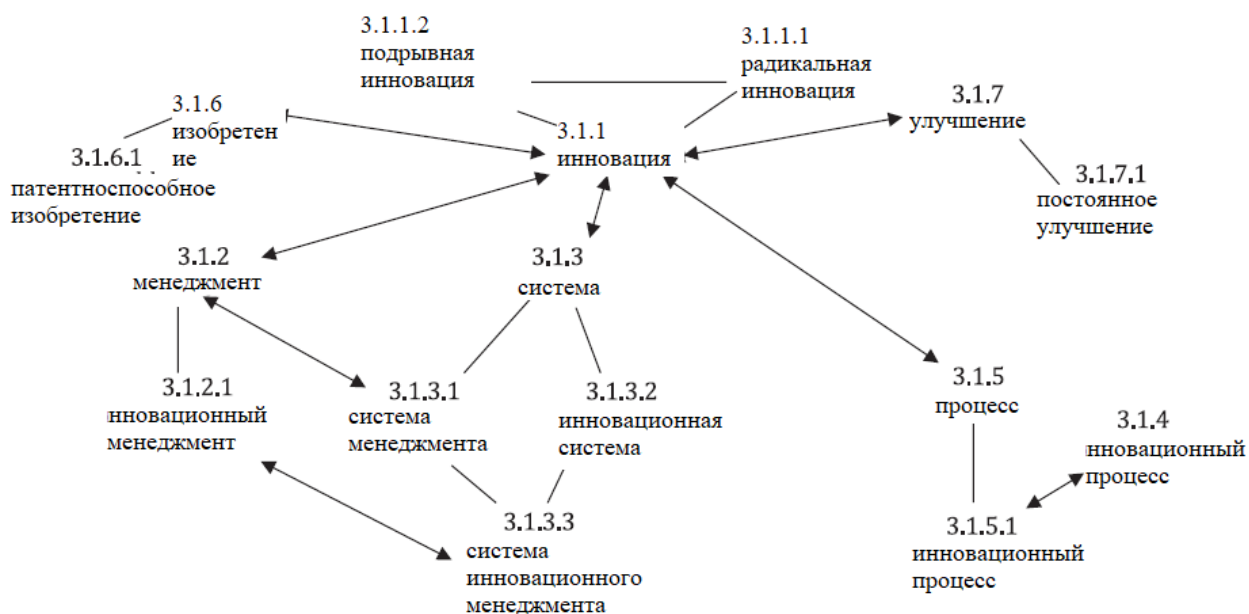 3.1.1.2
подрывная
инновация
3.1.1.1
радикальная
инновация
3.1.6
изобретен
ие
3.1.6.1
патентноспособное
изобретение
3.1.1
инновация
3.1.7
улучшение
3.1.7.1
постоянное
улучшение
3.1.2
менеджмент
3.1.3
система
3.1.2.1
нновационный
менеджмент
3.1.3.1
система
менеджмента
3.1.3.2
инновационная
система
3.1.5
процесс
3.1.4
нновационный
процесс
3.1.3.3
система
инновационного
менеджмента
3.1.5.1
инновационный
процесс